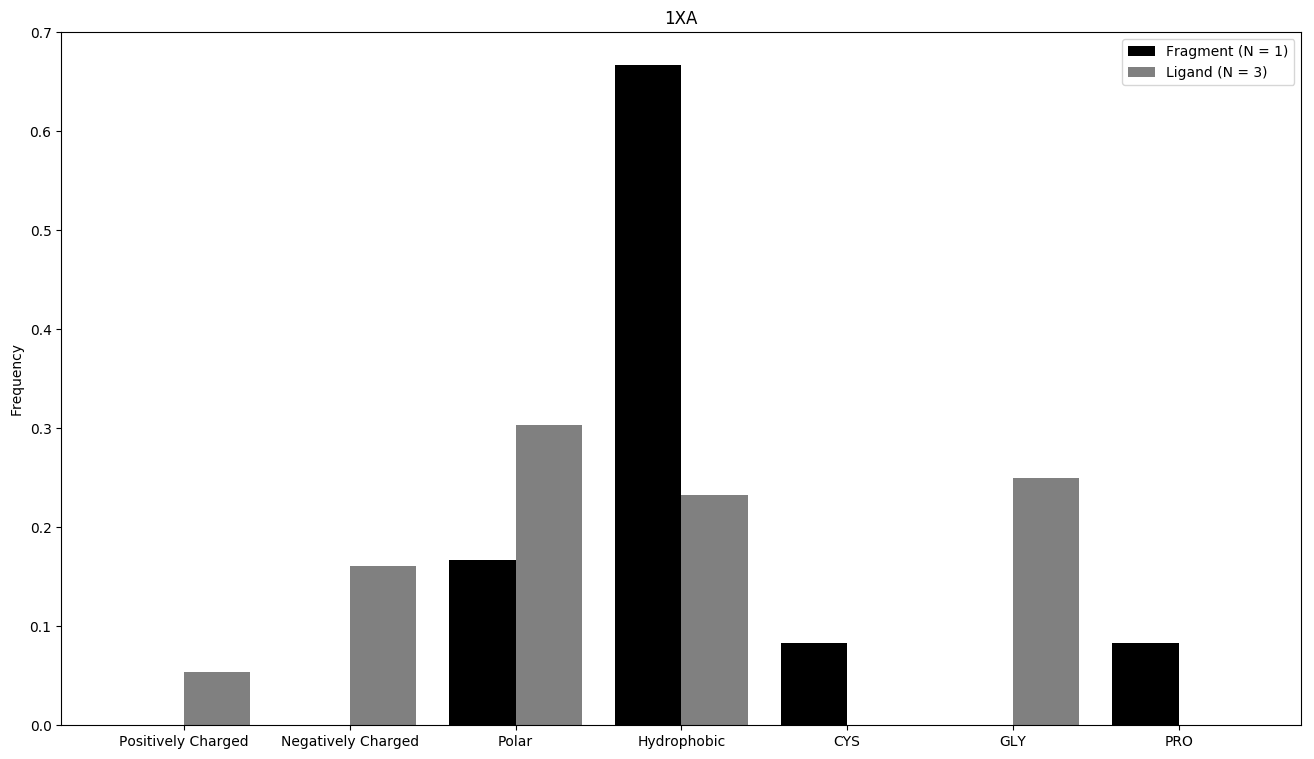 1XA
Fragment (N = 1)
Ligand (N = 3)
Frequency
0.7
0.6
0.5
0.4
0.3
0.2
0.1
0.0
Positively Charged
Negatively Charged
Polar
Hydrophobic
CYS
GLY
PRO